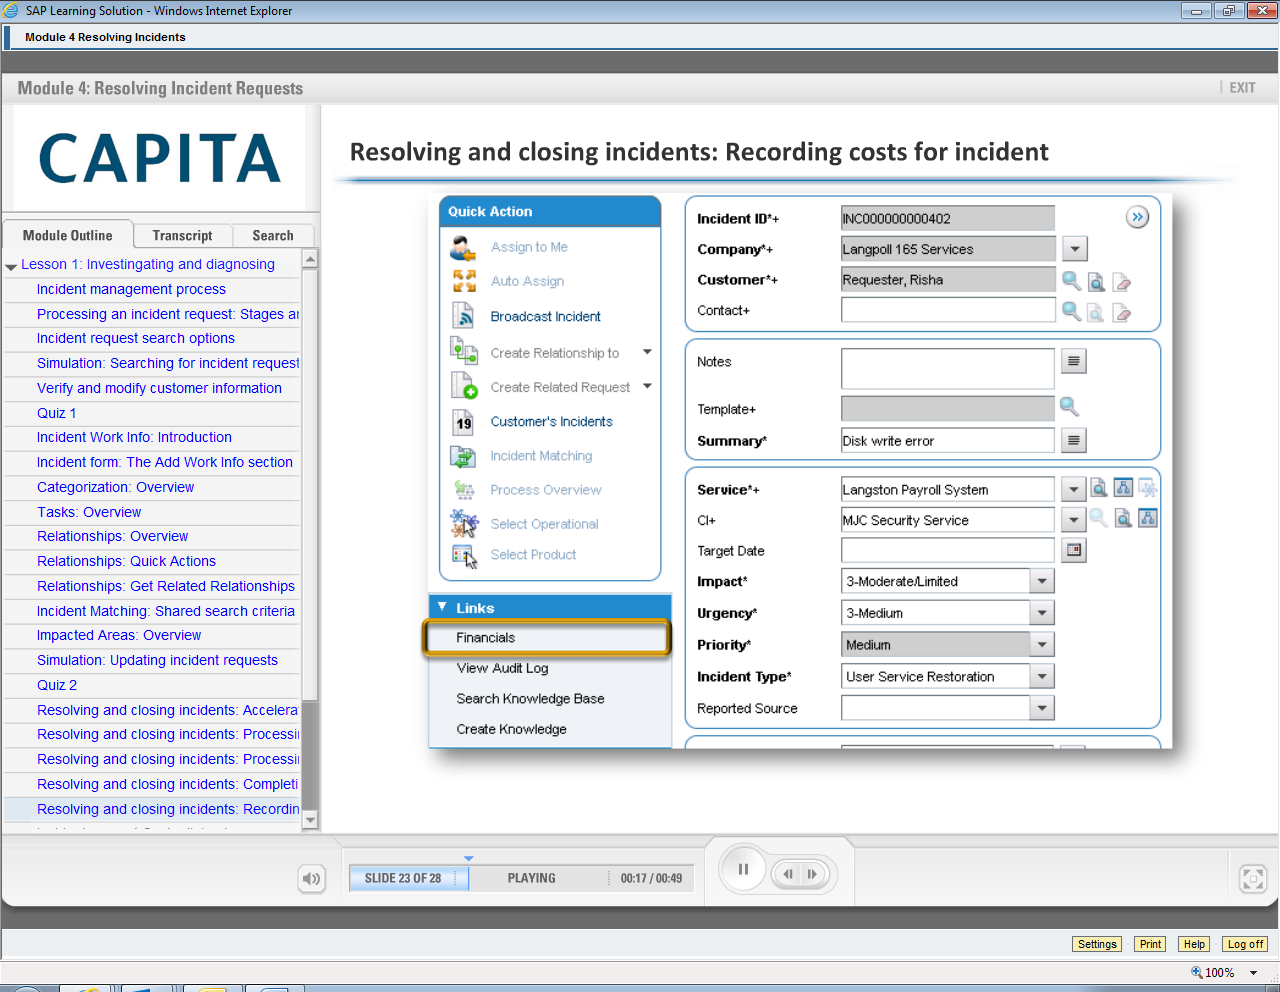 SAP Learning Solution - Windows Internet Explorer
Module 4 Resolving Incidents
Module 4: Resolving Incident Requests
EXIT
CAPITA
Module Outline
Transcript
Search
Lesson 1: Investingating and diagnosing
Incident management process
Processing an incident request: Stages
Incident request search options
Simulation: Searching for incident request
Verify and modify customer information
Quiz 1
Incident Work Info: Introduction
Incident form: The Add Work Info section
Categorization: Overview
Tasks: Overview
Relationships: Overview
Relationships: Quick Actions
Relationships: Get Related Relationships
Incident Matching: Shared search criteria
Impacted Areas: Overview
Simulation: Updating incident requests
Quiz 2
Resolving and closing incidents: Accelera
Resolving and closing incidents: Processi
Resolving and closing incidents: Processi
Resolving and closing incidents: Completi
Resolving and closing incidents: Recordin
Resolving and closing incidents: Recording costs for incident
Quick Action
Assign to Me
Auto Assign
Broadcast Incident
Create Relationship to
Create Related Request
19
Customer's Incidents
Incident Matching
Process Overview
Select Operational
Select Product
Links
Financials
View Audit Log
Search Knowledge Base
Create Knowledge
Incident ID*+ INC000000000402
Company*+ Langpoll 165 Services
Customer*+ Requester, Risha
Contact+
Notes
Template+
Summary* Disk write error
Service*+ Langston Payroll System
CI+ MJC Security Service
Target Date
Impact* 3-Moderate/Limited
Urgency* 3-Medium
Priority* Medium
Incident Type* User Service Restoration
Reported Source
SLIDE 23 OF 28
PLAYING
00:17 / 00:49
Settings
Print
Help
Log off
100%